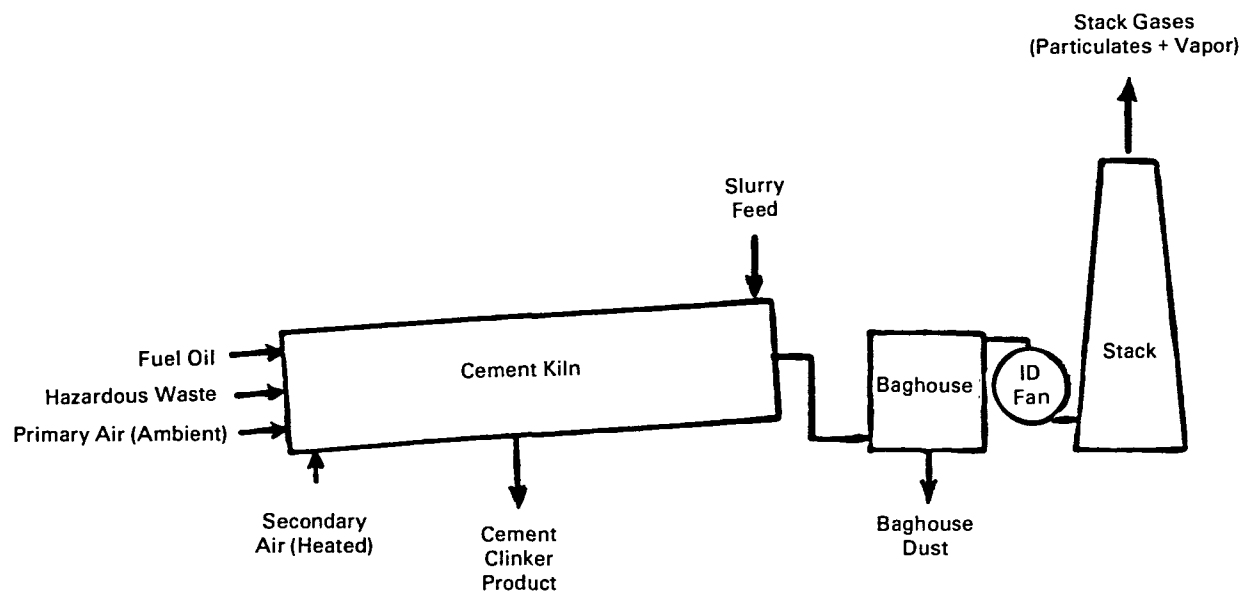 Stack Gases
(Particulates + Vapor)
Slurry
Feed
Fuel Oil
Hazardous Waste
Primary Air (Ambient)
Cement Kiln
Baghouse
ID
Fan
Stack
Secondary
Air (Heated)
Cement
Clinker
Product
Baghouse
Dust